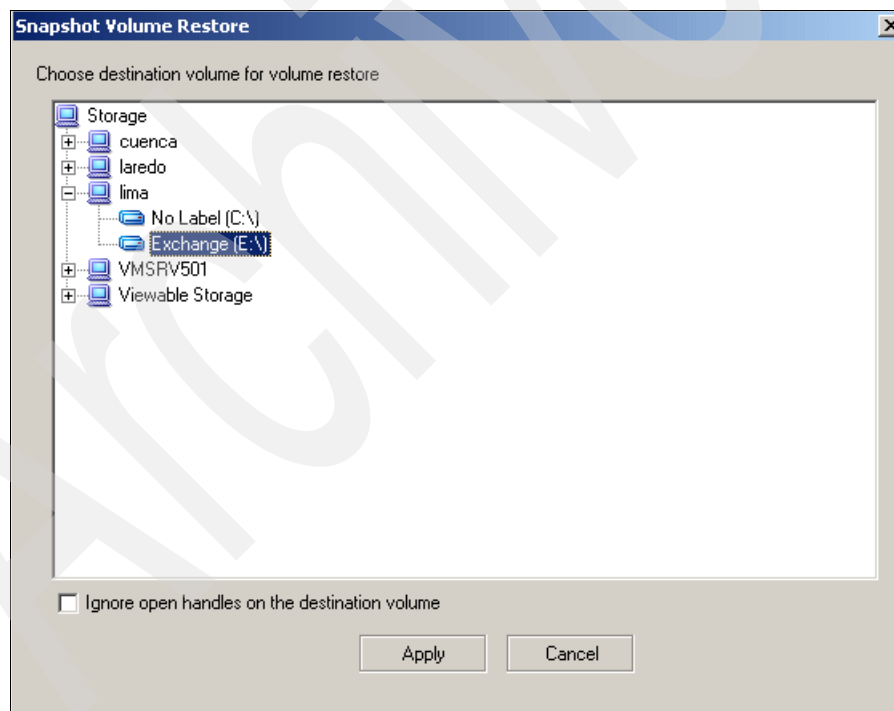 Snapshot Volume Restore
Choose destination volume for volume restore
Storage
cuenca
laredo
lima
No Label (C:\)
Exchange (E:\)
VMSRV501
Viewable Storage
Ignore open handles on the destination volume
Apply Cancel